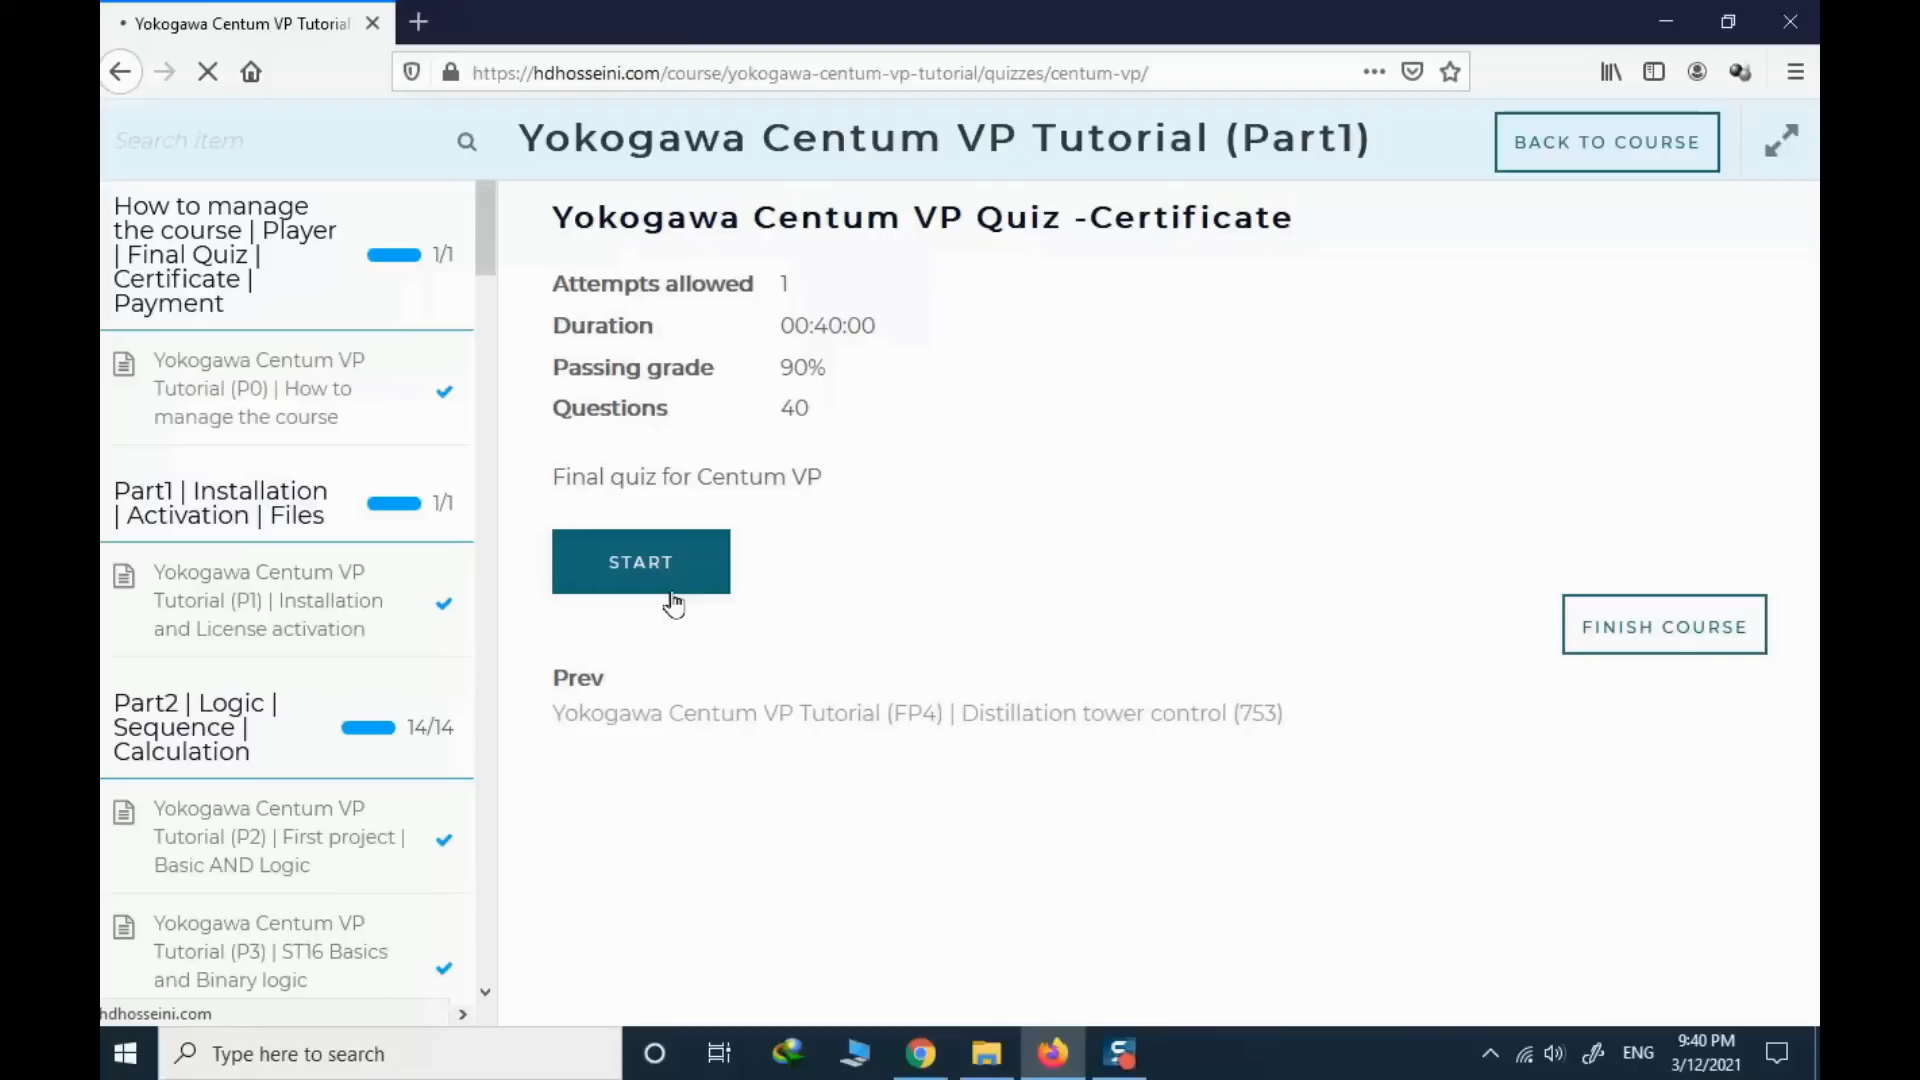 Yokogawa Centum VP Tutorial
https://hdhosseini.com/course/yokogawa-centum-vp-tutorial/quizzes/centum-vp/
Search item
Yokogawa Centum VP Tutorial (Part1)
BACK TO COURSE
How to manage
the course | Player
| Final Quiz |
Certificate |
Payment
1/1
Yokogawa Centum VP
Tutorial (P0) | How to
manage the course
Part1 | Installation
| Activation | Files
1/1
Yokogawa Centum VP
Tutorial (P1) | Installation
and License activation
Part2 | Logic |
Sequence |
Calculation
14/14
Yokogawa Centum VP
Tutorial (P2) | First project |
Basic AND Logic
Yokogawa Centum VP
Tutorial (P3) | ST16 Basics
and Binary logic
hdhosseini.com
Yokogawa Centum VP Quiz -Certificate
Attempts allowed 1
Duration 00:40:00
Passing grade 90%
Questions 40
Final quiz for Centum VP
START
FINISH COURSE
Prev
Yokogawa Centum VP Tutorial (FP4) | Distillation tower control (753)
Type here to search
ENG
9:40 PM
3/12/2021